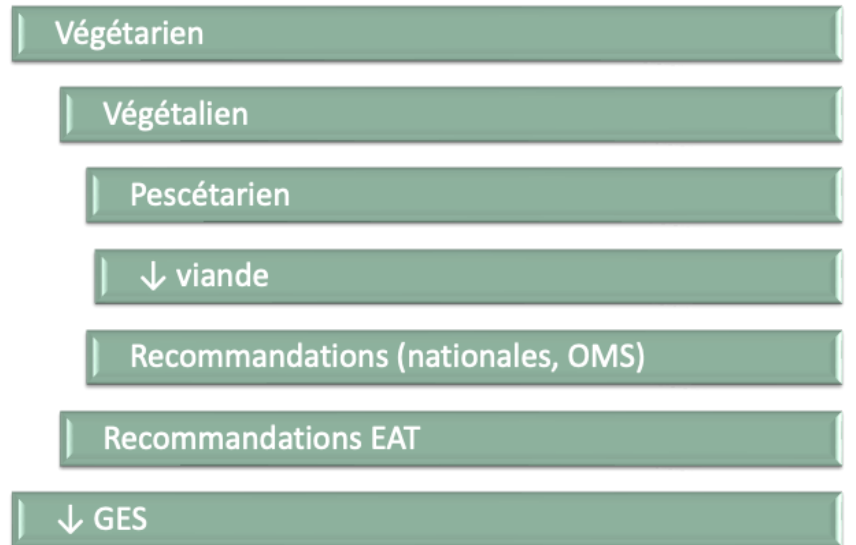 Végétarien
Végétalien
Pescétarien
↓ viande
Recommandations (nationales, OMS)
Recommandations EAT
↓ GES